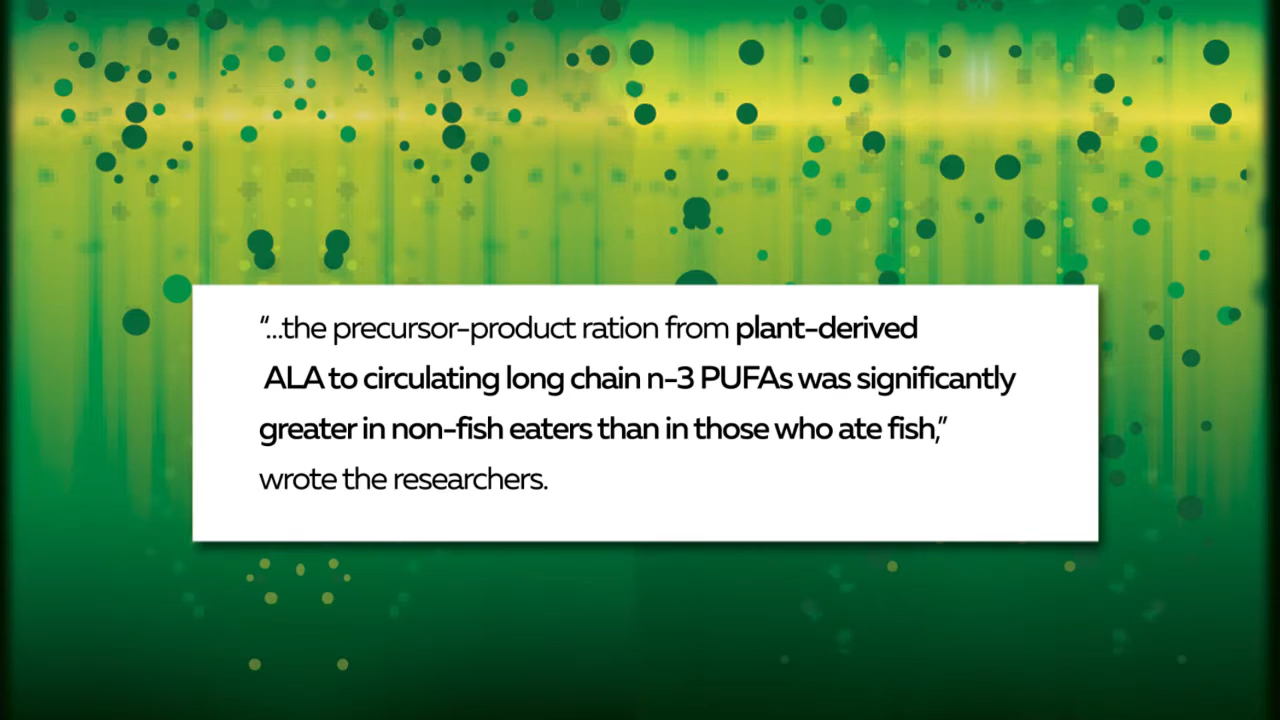 “...the precursor-product ration from plant-derived
ALA to circulating long chain n-3 PUFAs was significantly
greater in non-fish eaters than in those who ate fish,”
wrote the researchers.